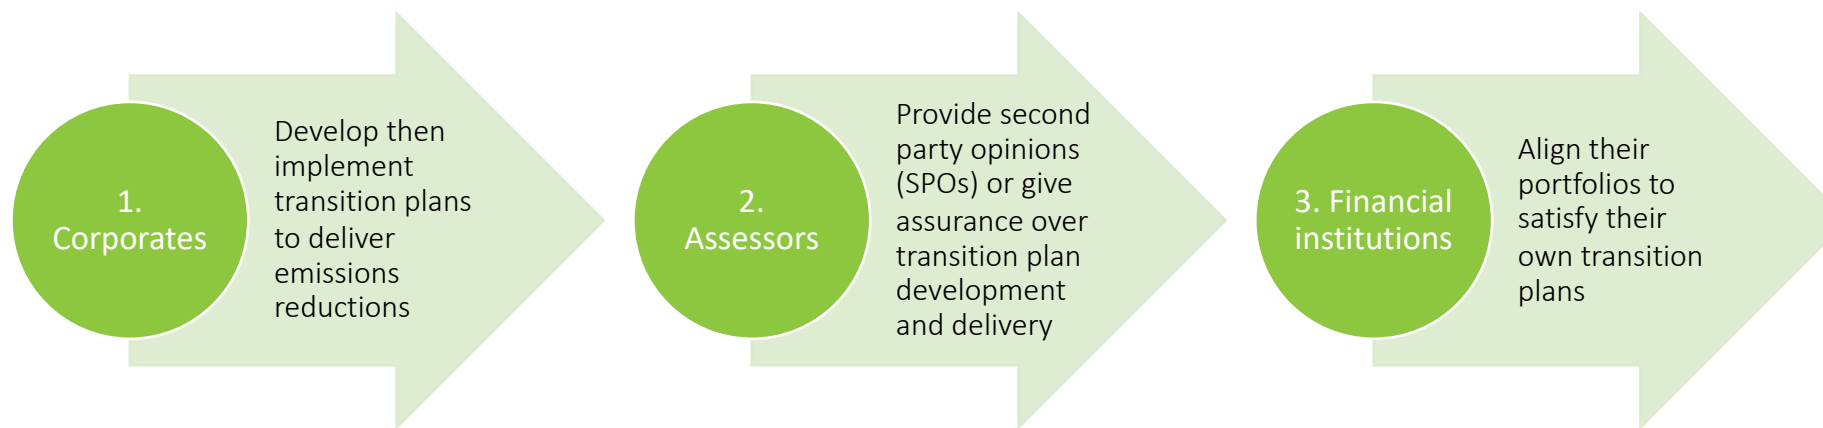 1.
Corporates
Develop then
implement
transition plans
to deliver
emissions
reductions
2.
Assessors
Provide second
party opinions
(SPOs) or give
assurance over
transition plan
development
and delivery
3. Financial
institutions
Align their
portfolios to
satisfy their
own transition
plans